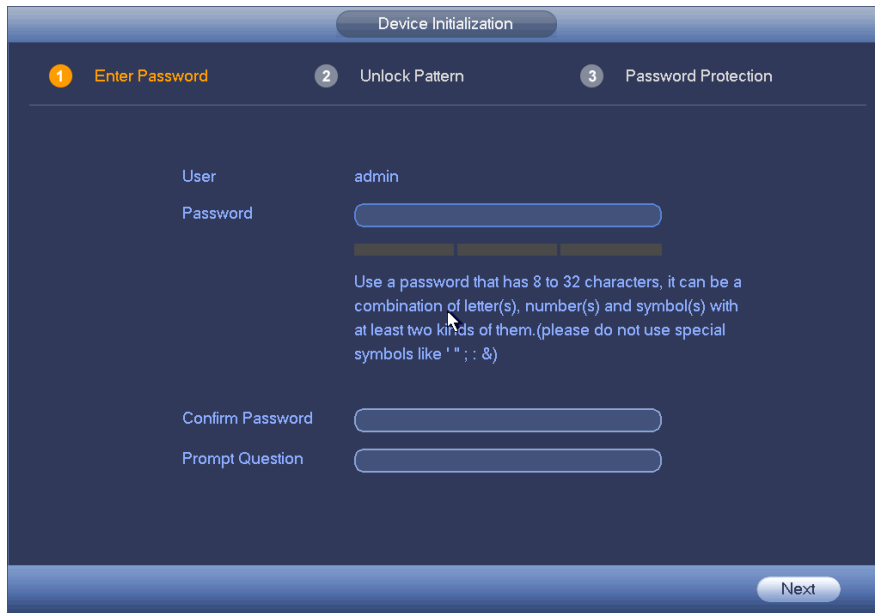 Device Initialization
1 Enter Password 2 Unlock Pattern 3 Password Protection
User admin
Password
Use a password that has 8 to 32 characters, it can be a
combination of letter(s), number(s) and symbol(s) with
at least two kinds of them.(please do not use special
symbols like ' " ; : &)
Confirm Password
Prompt Question
Next